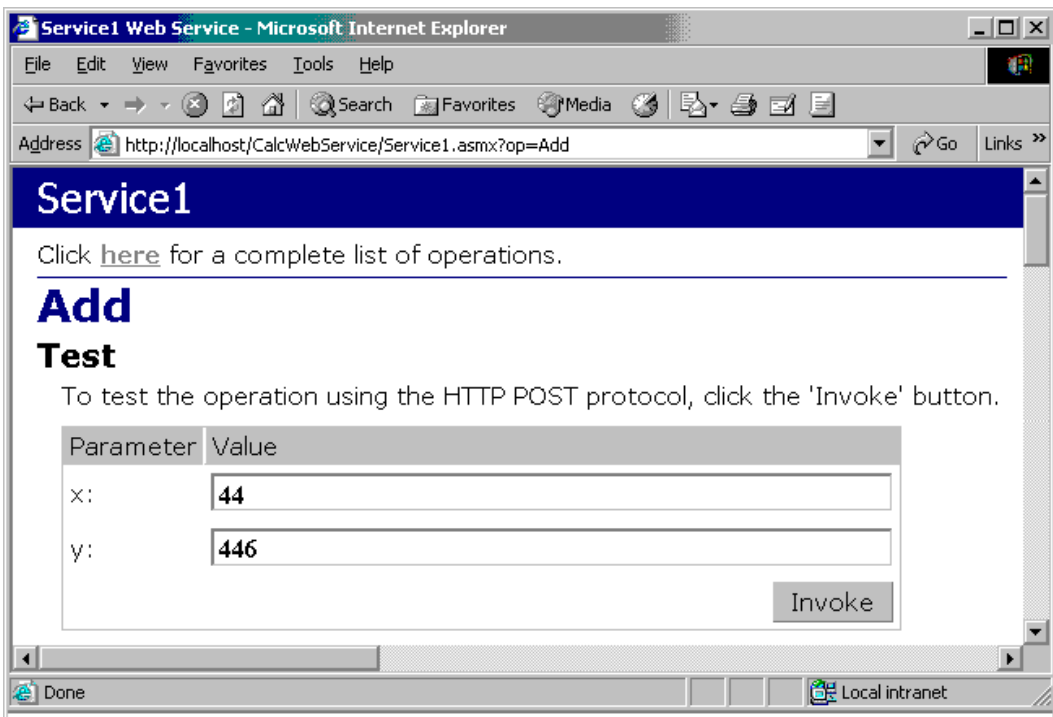 Service1 Web Service - Microsoft Internet Explorer
File Edit View Favorites Tools Help
Back Search Favorites Media
Address http://localhost/CalcWebService/Service1.asmx?op=Add Go Links »
Service1
Click here for a complete list of operations.
Add
Test
To test the operation using the HTTP POST protocol, click the 'Invoke' button.
Parameter Value
x: 44
y: 446
Invoke
Done Local intranet